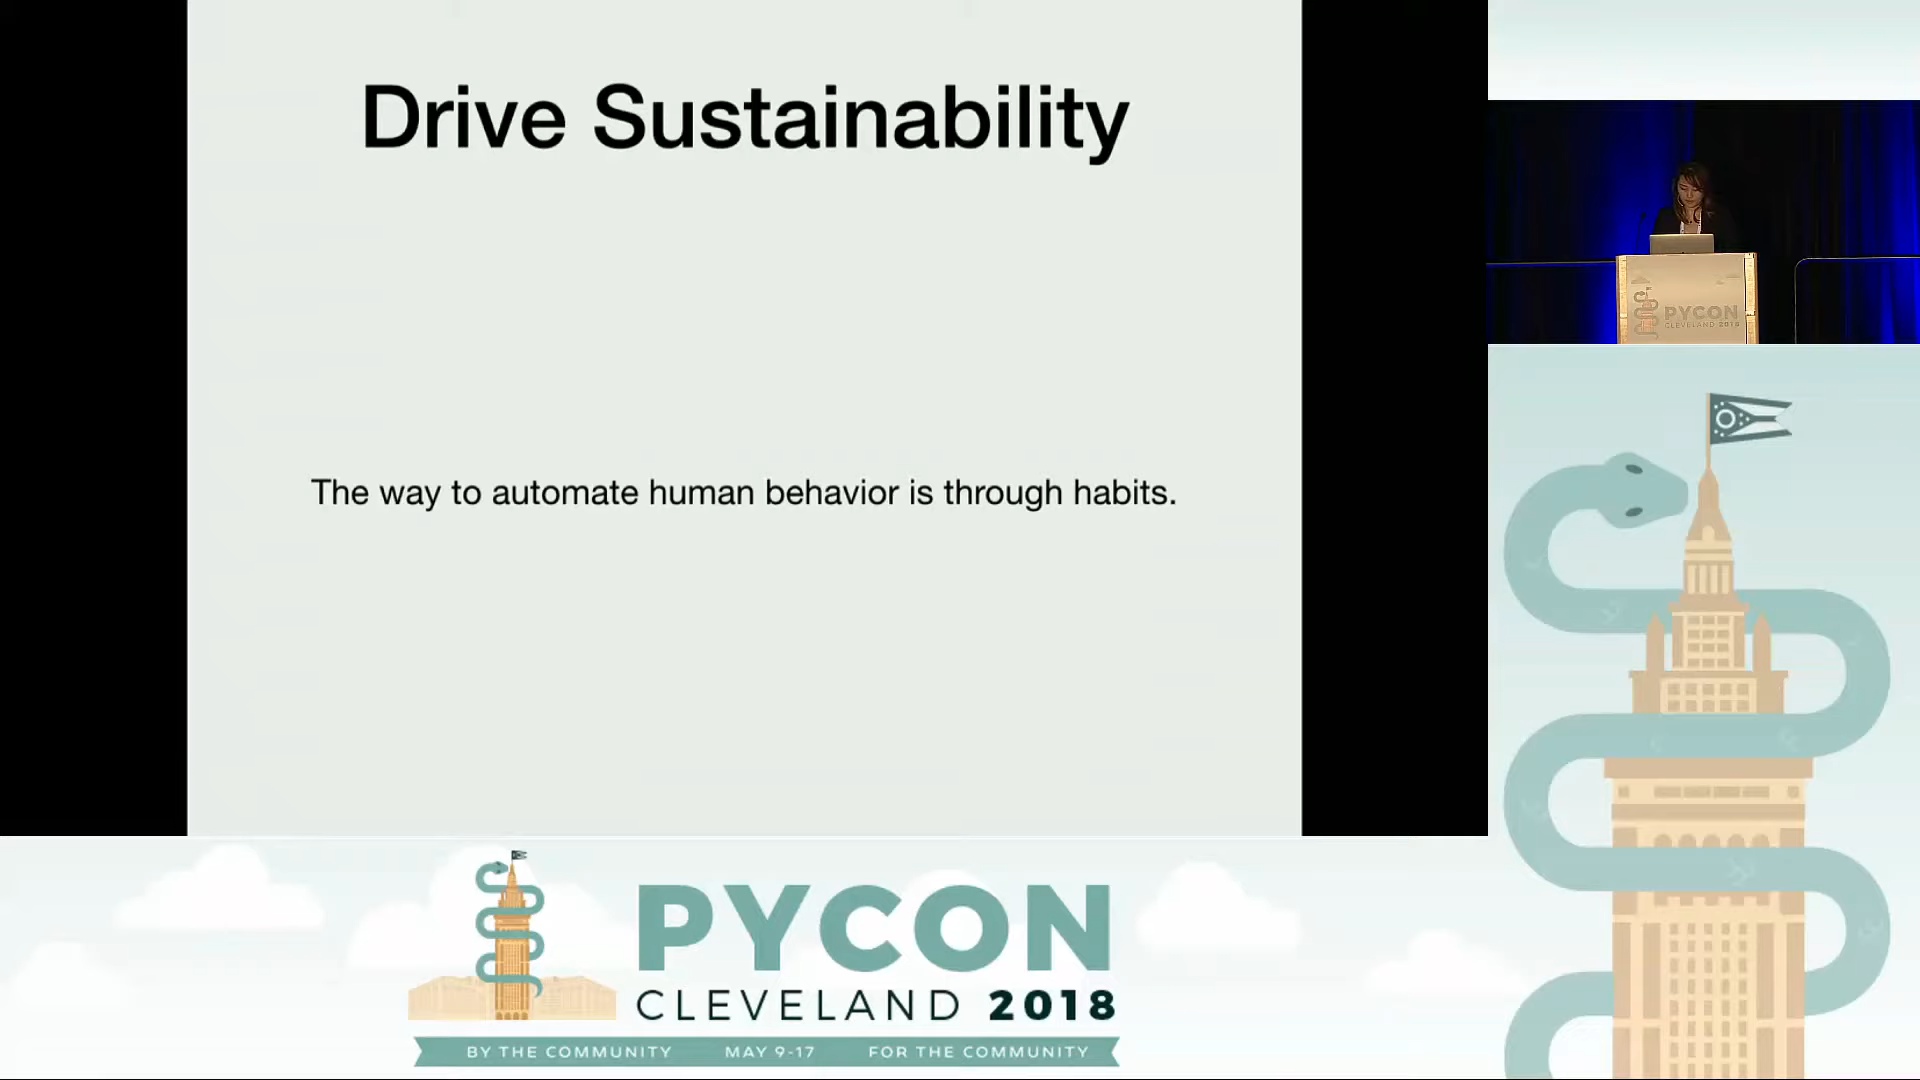 Drive Sustainability
The way to automate human behavior is through habits.
PYCON
CLEVELAND 2018
PYCON
CLEVELAND 2018
BY THE COMMUNITY MAY 9-17 FOR THE COMMUNITY